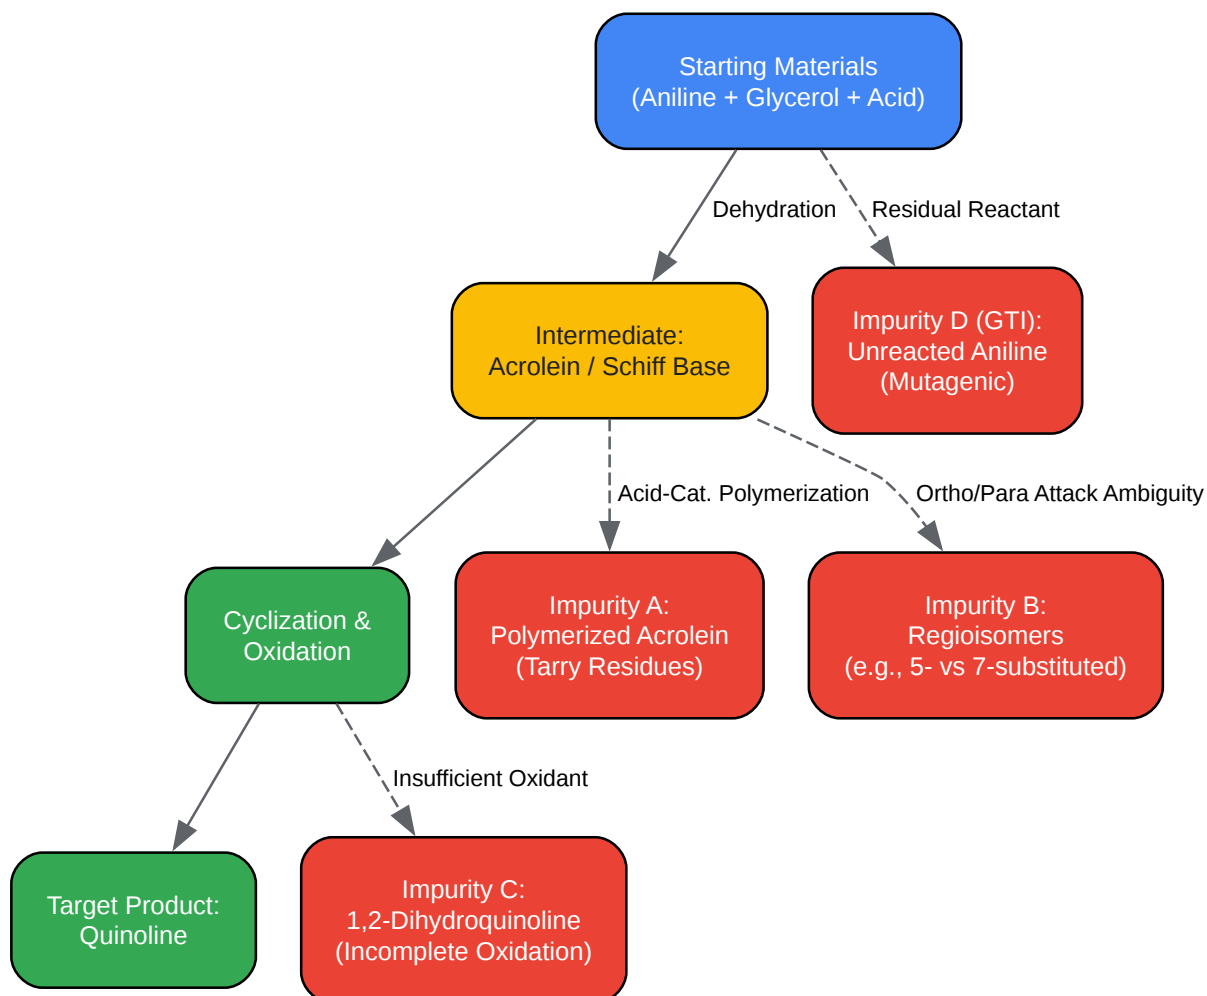 Starting Materials
(Aniline + Glycerol + Acid)
Dehydration
Residual Reactant
Intermediate:
Acrolein / Schiff Base
Impurity D (GTI):
Unreacted Aniline
(Mutagenic)
Acid-Cat. Polymerization
Ortho/Para Attack Ambiguity
Cyclization &
Oxidation
Impurity A:
Polymerized Acrolein
(Tarry Residues)
Impurity B:
Regioisomers
(e.g., 5- vs 7-substituted)
Insufficient Oxidant
Target Product:
Quinoline
Impurity C:
1,2-Dihydroquinoline
(Incomplete Oxidation)